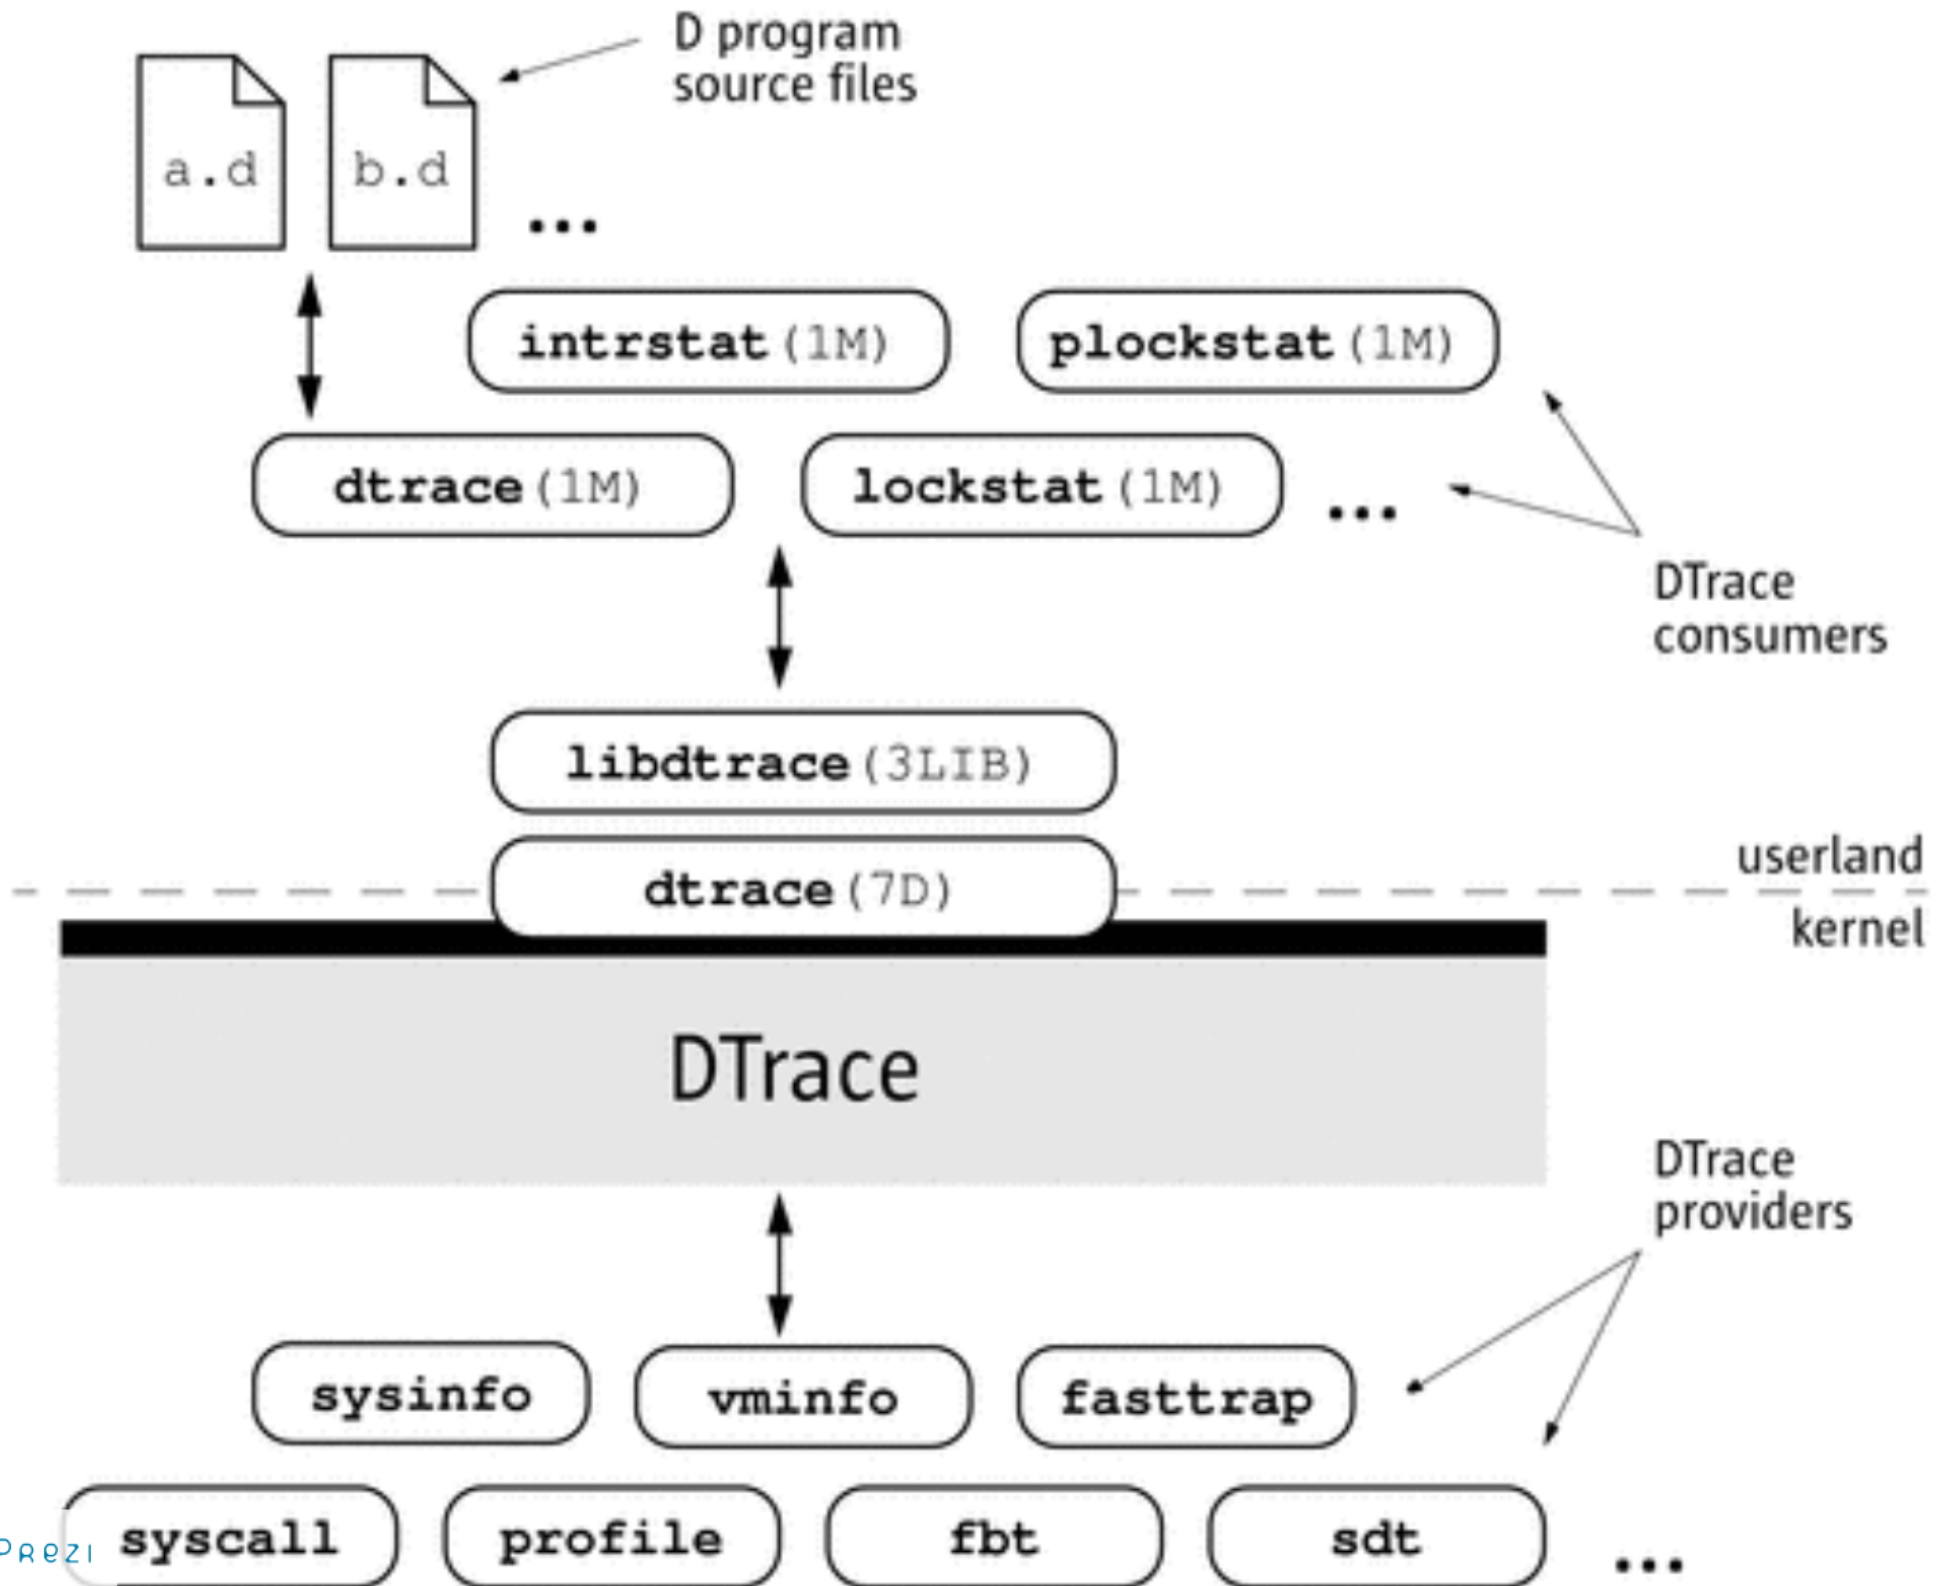 D program
source files
a.d
b.d
...
intrstat(1M)
plockstat(1M)
dtrace(1M)
lockstat(1M)
...
DTrace
consumers
libdtrace(3LIB)
userland
dtrace(7D)
kernel
DTrace
DTrace
providers
sysinfo
vminfo
fasttrap
syscall
profile
fbt
sdt
...
PRezi